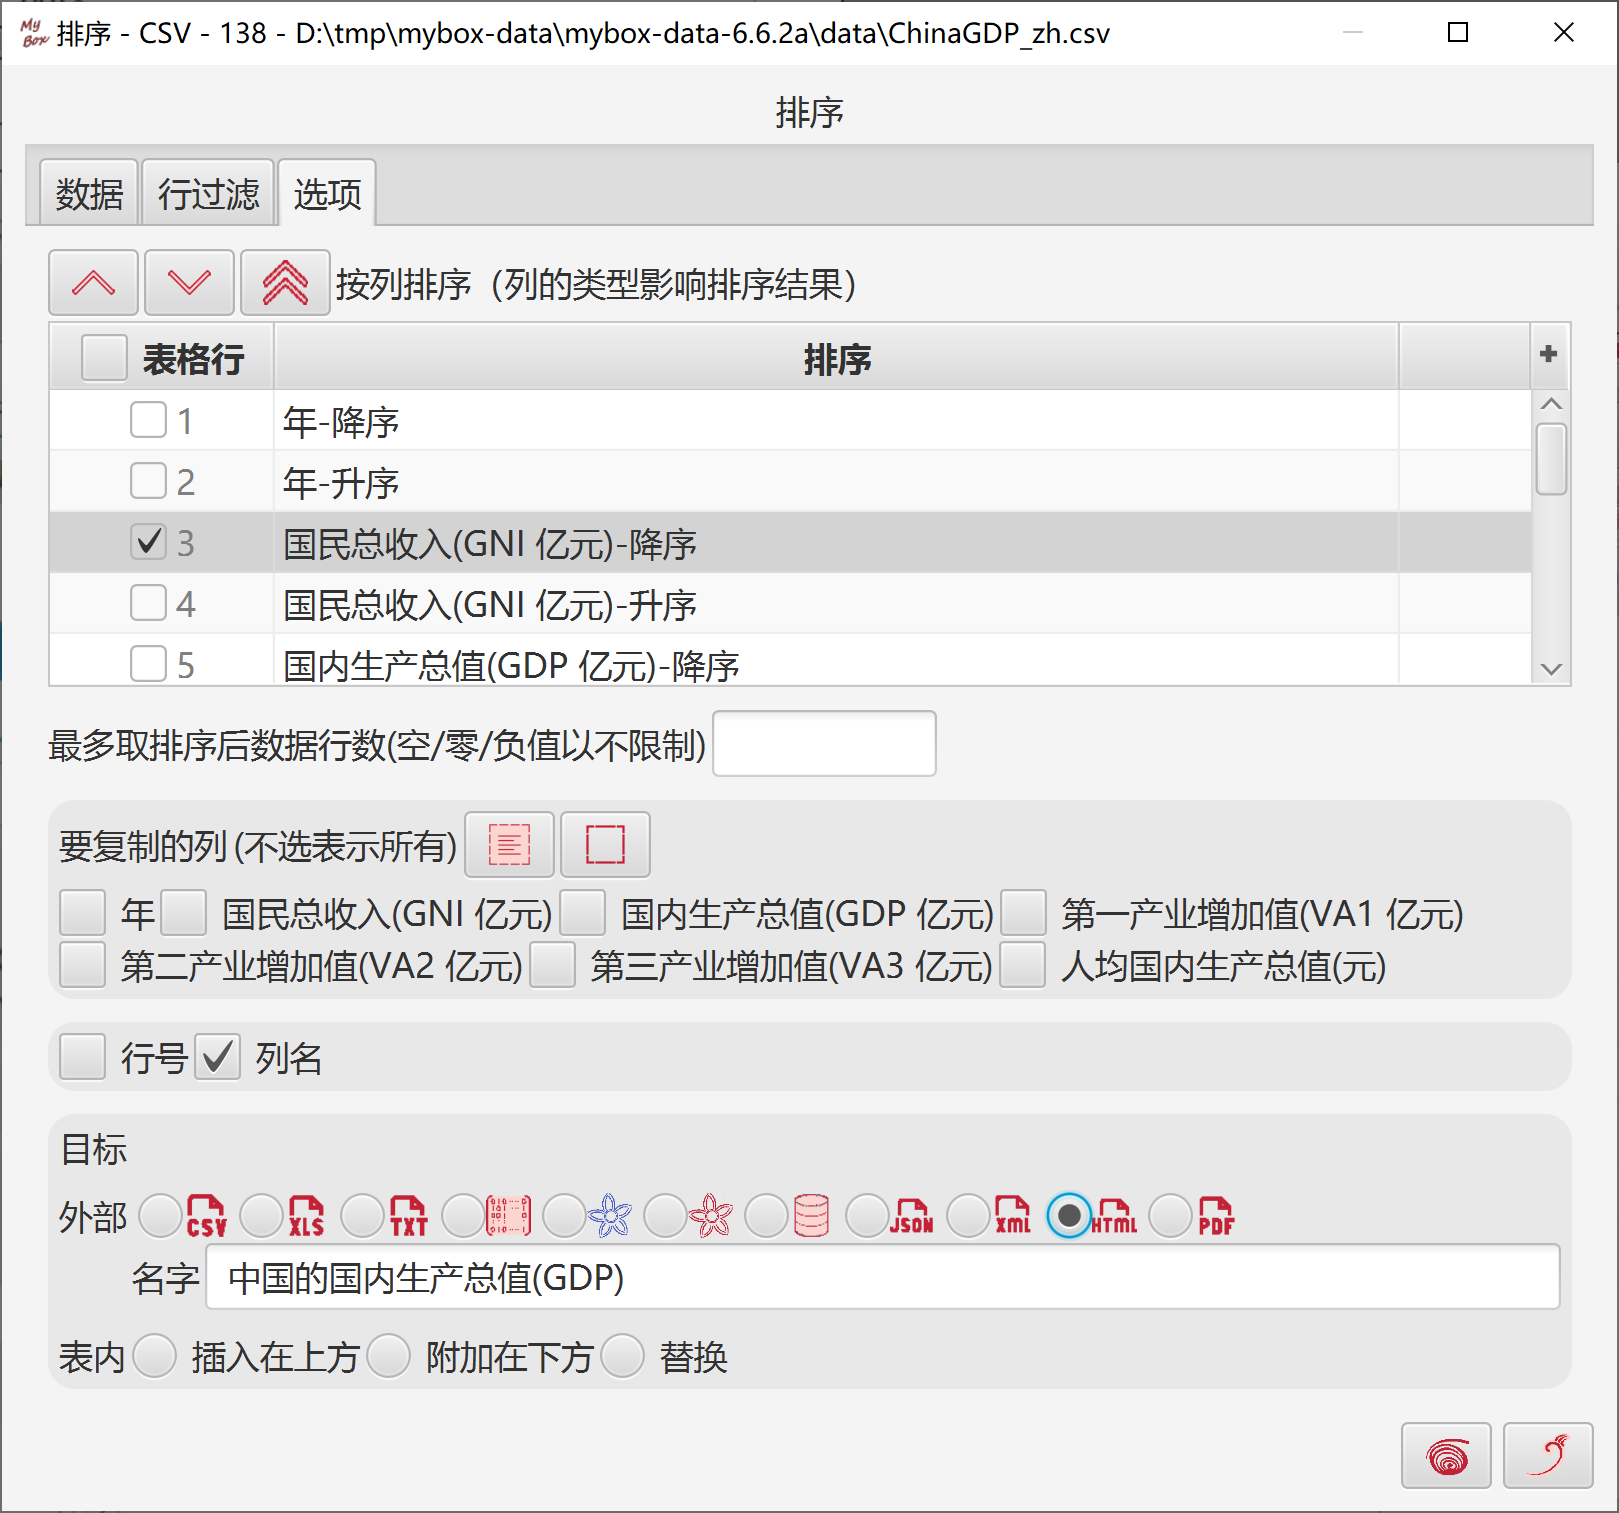 My Box 排序 - CSV - 138 - D:\tmp\mybox-data\mybox-data-6.6.2a\data\ChinaGDP_zh.csv
排序
数据 行过滤 选项
按列排序（列的类型影响排序结果）
表格行 排序
1 年-降序
2 年-升序
3 国民总收入(GNI 亿元)-降序
4 国民总收入(GNI 亿元)-升序
5 国内生产总值(GDP 亿元)-降序
最多取排序后数据行数(空/零/负值以不限制)
要复制的列(不选表示所有)
年 国民总收入(GNI 亿元) 国内生产总值(GDP 亿元) 第一产业增加值(VA1 亿元)
第二产业增加值(VA2 亿元) 第三产业增加值(VA3 亿元) 人均国内生产总值(元)
行号 列名
目标
外部 CSV XLS TXT JSON XML HTML PDF
名字 中国的国内生产总值(GDP)
表内 插入在上方 附加在下方 替换